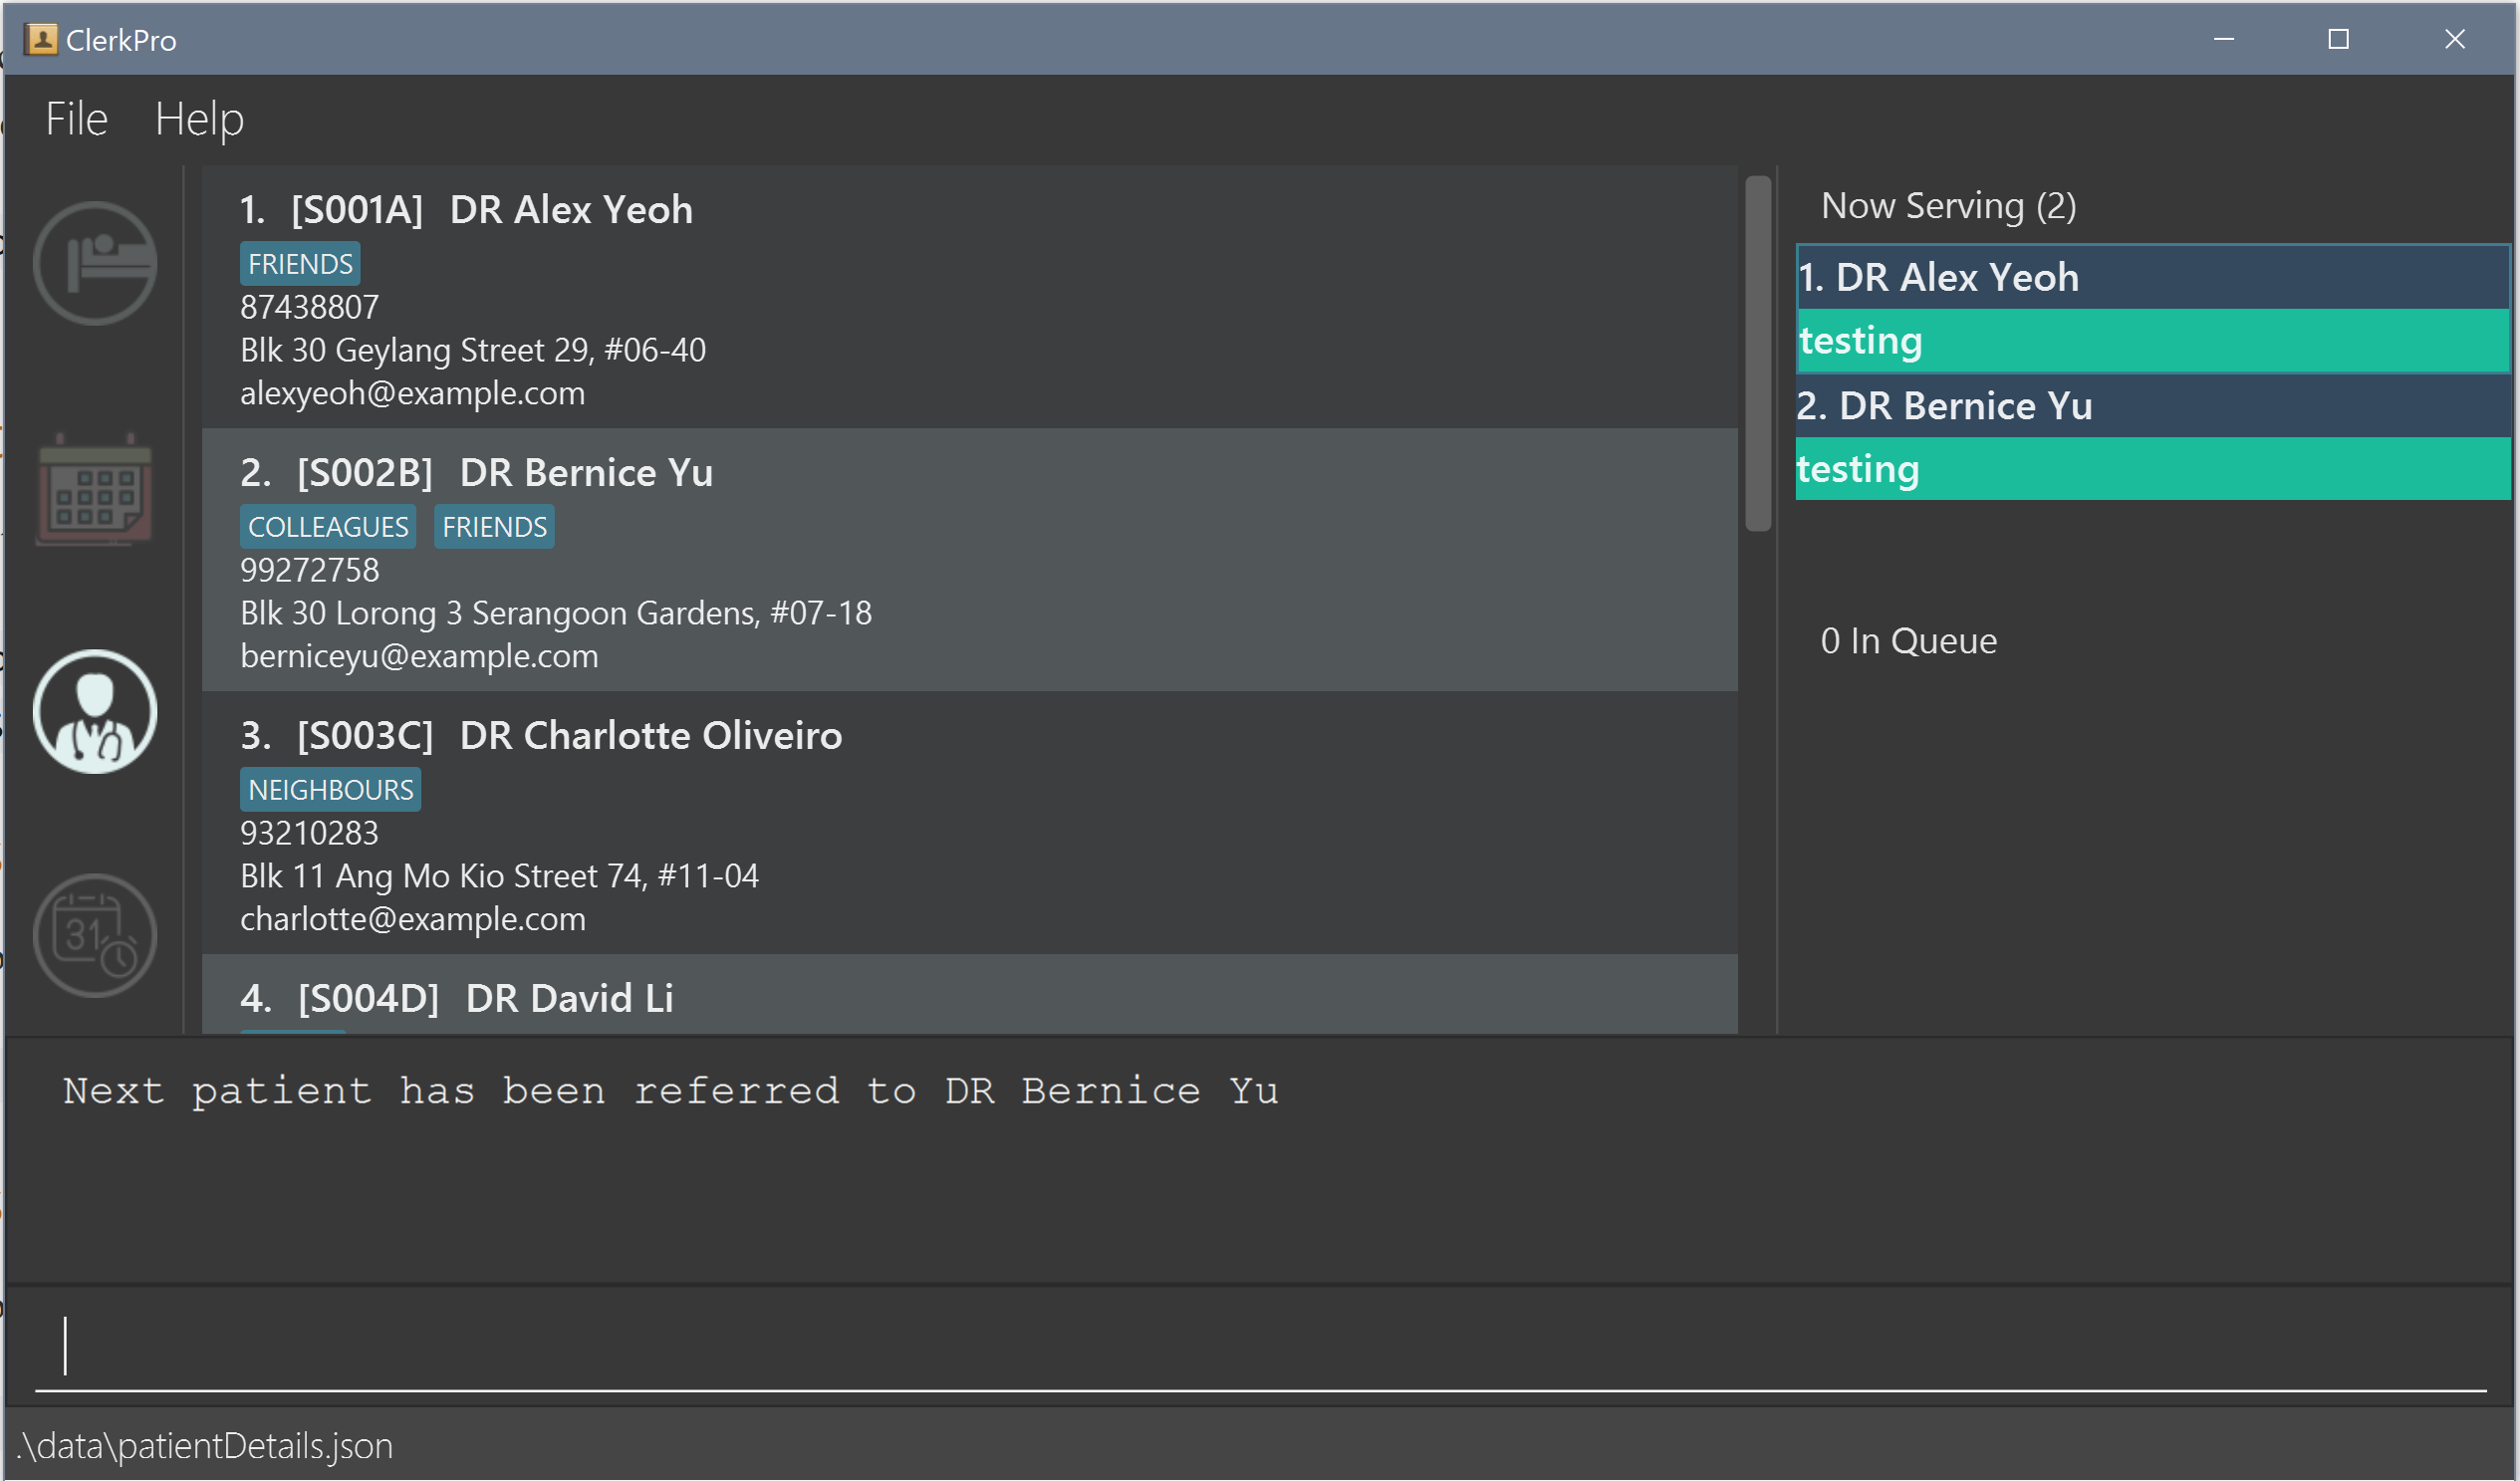 ClerkPro
File Help
1. [S001A] DR Alex Yeoh
FRIENDS
87438807
Blk 30 Geylang Street 29, #06-40
alexyeoh@example.com
2. [S002B] DR Bernice Yu
COLLEAGUES FRIENDS
99272758
Blk 30 Lorong 3 Serangoon Gardens, #07-18
berniceyu@example.com
3. [S003C] DR Charlotte Oliveiro
NEIGHBOURS
93210283
Blk 11 Ang Mo Kio Street 74, #11-04
charlotte@example.com
4. [S004D] DR David Li
31
Now Serving (2)
1. DR Alex Yeoh
testing
2. DR Bernice Yu
testing
0 In Queue
Next patient has been referred to DR Bernice Yu
.\data\patientDetails.json